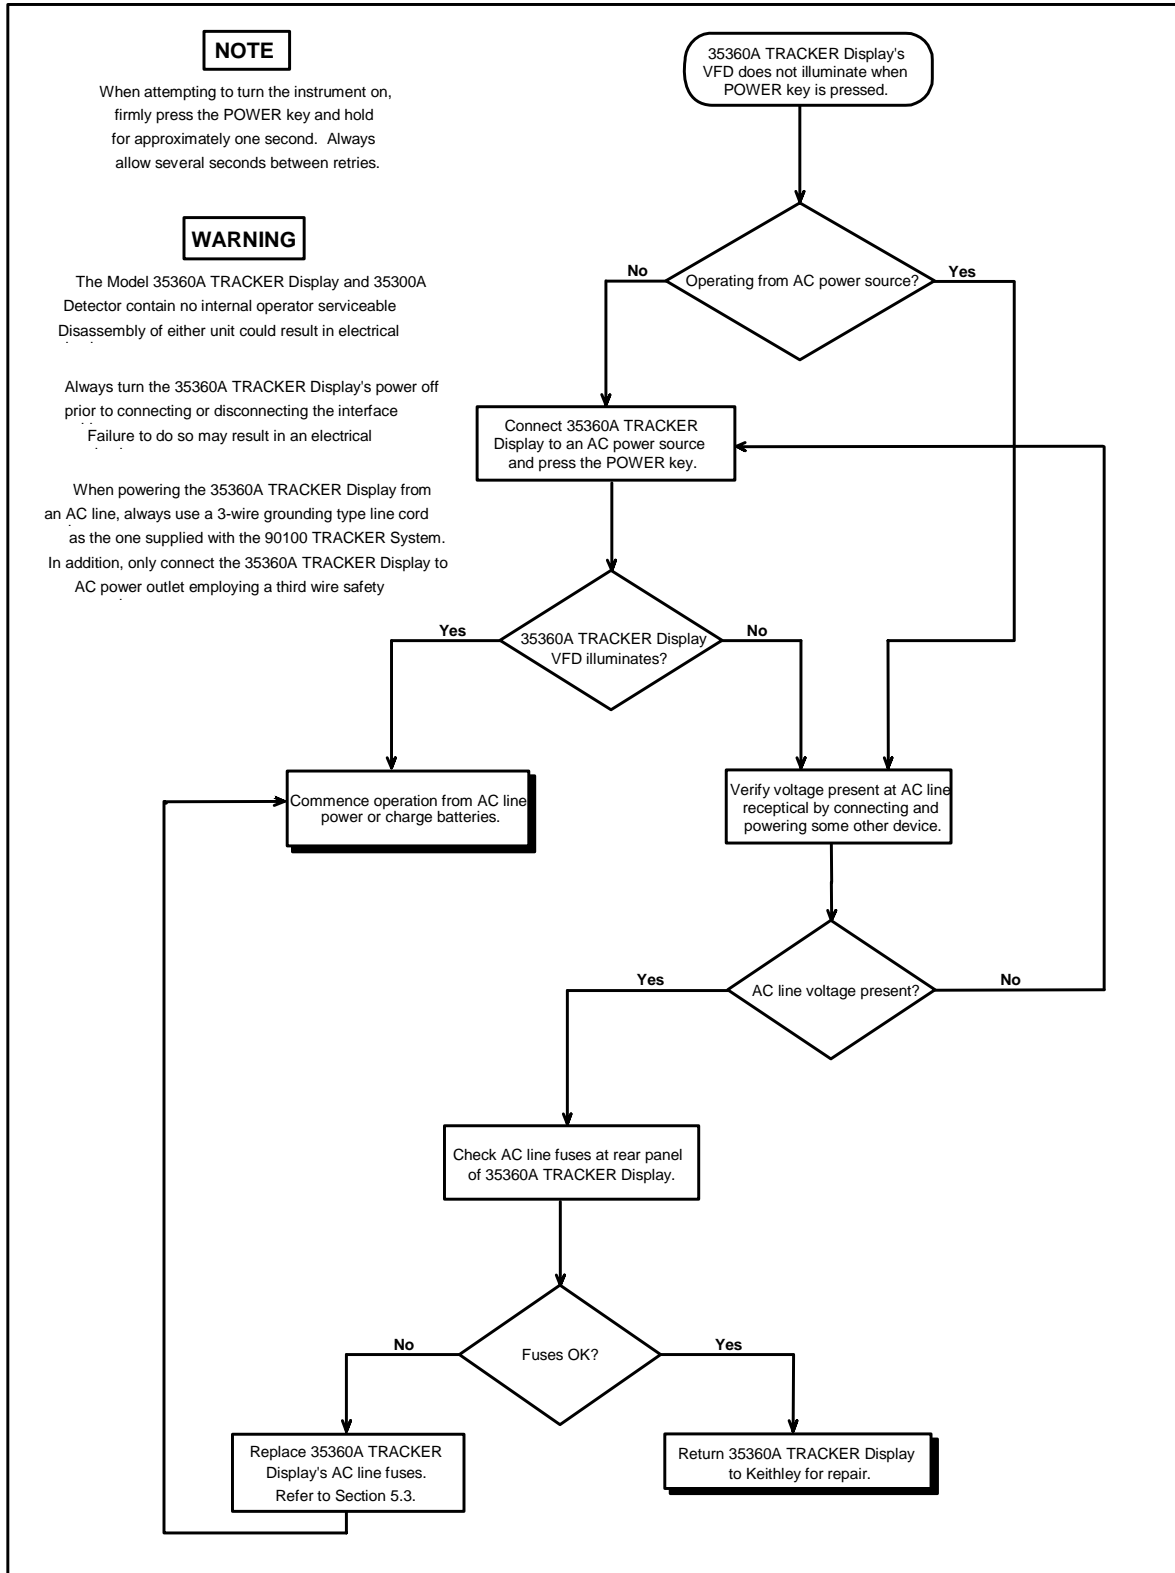 NOTE
When attempting to turn the instrument on,
firmly press the POWER key and hold
for approximately one second. Always
allow several seconds between retries.
WARNING
The Model 35360A TRACKER Display and 35300A
Detector contain no internal operator serviceable
Disassembly of either unit could result in electrical
Always turn the 35360A TRACKER Display's power off
prior to connecting or disconnecting the interface
Failure to do so may result in an electrical
When powering the 35360A TRACKER Display from
an AC line, always use a 3-wire grounding type line cord
as the one supplied with the 90100 TRACKER System.
In addition, only connect the 35360A TRACKER Display to
AC power outlet employing a third wire safety
35360A TRACKER Display's
VFD does not illuminate when
POWER key is pressed.
Operating from AC power source?
No
Yes
Connect 35360A TRACKER
Display to an AC power source
and press the POWER key.
35360A TRACKER Display
VFD illuminates?
Yes
No
Commence operation from AC line
power or charge batteries.
Verify voltage present at AC line
receptical by connecting and
powering some other device.
AC line voltage present?
Yes
No
Check AC line fuses at rear panel
of 35360A TRACKER Display.
Fuses OK?
No
Yes
Replace 35360A TRACKER
Display's AC line fuses.
Refer to Section 5.3.
Return 35360A TRACKER Display
to Keithley for repair.